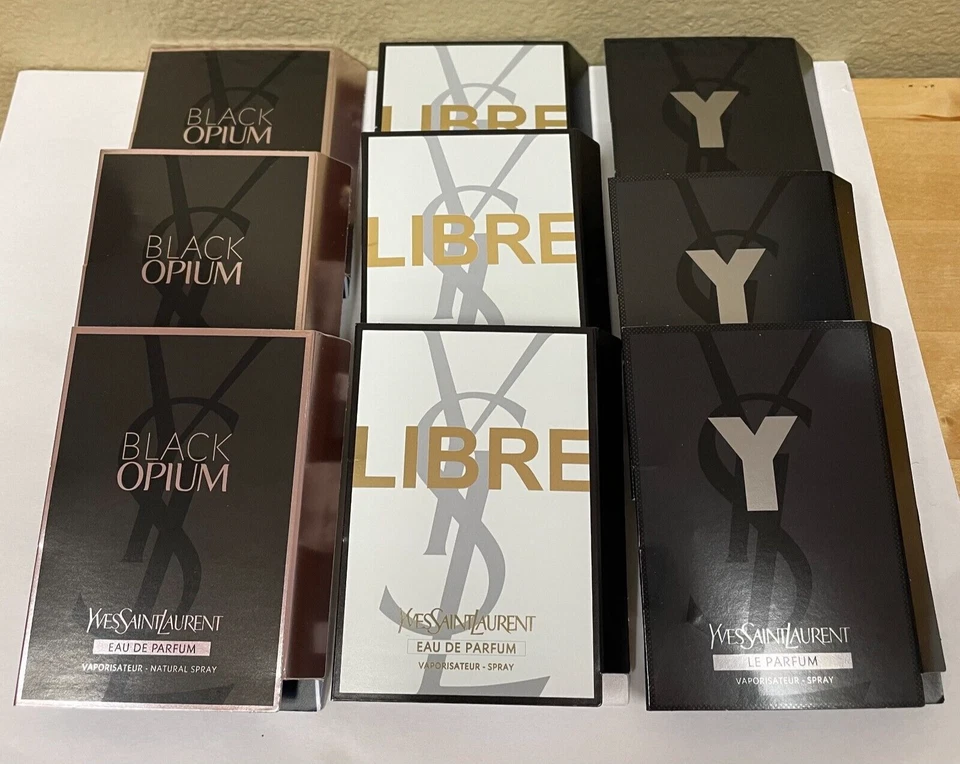 BLACK
OPIUM
LIBRE
Y
BLACK
OPIUM
LIBRE
Y
BLACK
OPIUM
YVESSAINTLAURENT
EAU DE PARFUM
VAPORISATEUR - NATURAL SPRAY
LIBRE
YVESSAINTLAURENT
EAU DE PARFUM
VAPORISATEUR - SPRAY
Y
YVESSAINTLAURENT
LE PARFUM
VAPORISATEUR - SPRAY